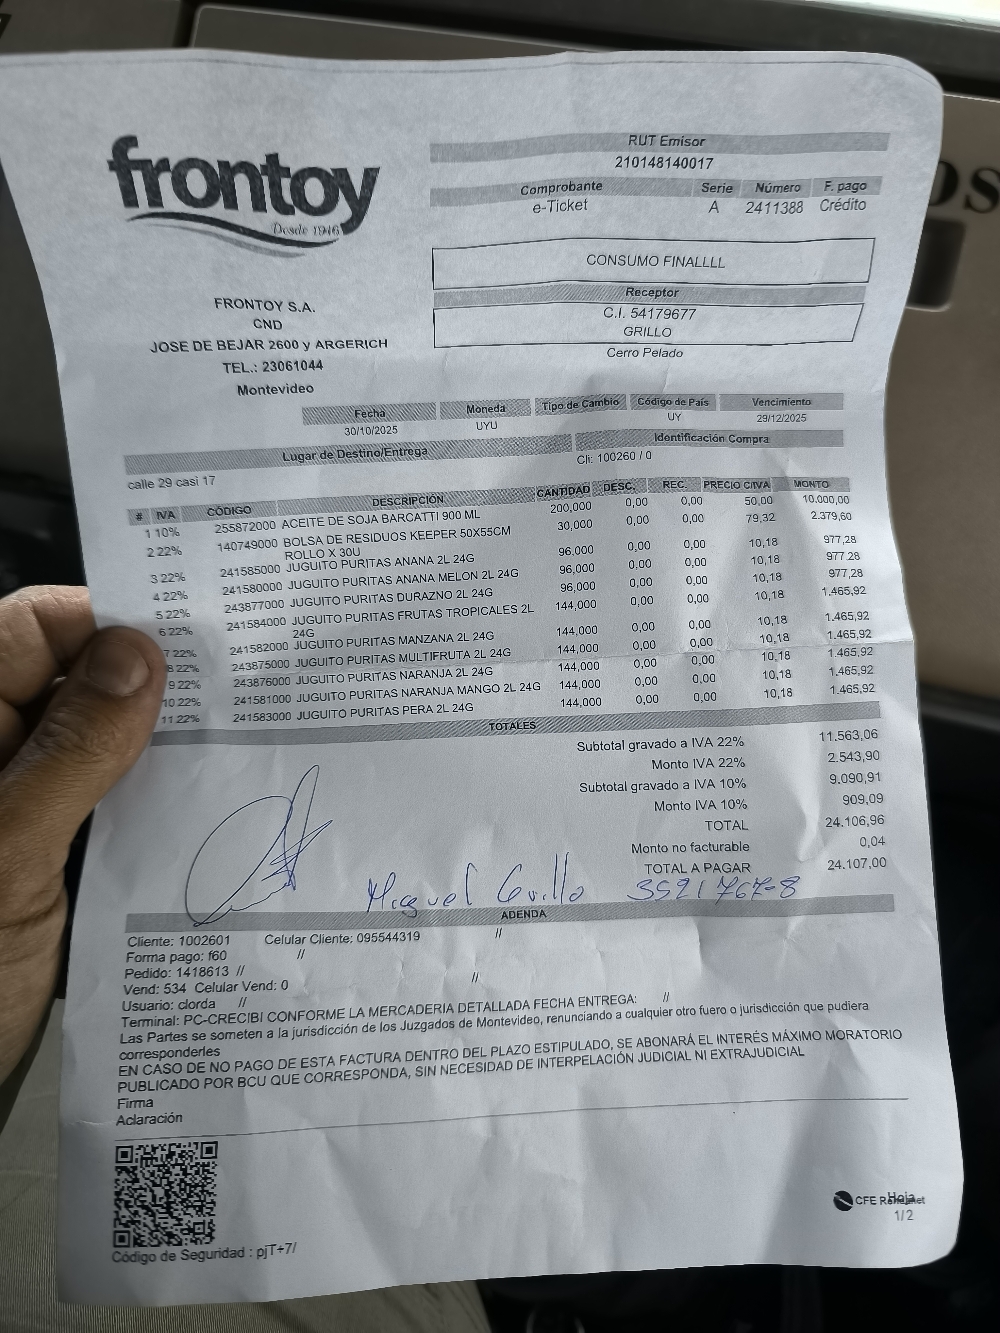 frontoy
Desde 1946
RUT Emisor
210148140017
Comprobante Serie Número F. pago
e-Ticket A 2411388 Crédito
CONSUMO FINALLLL
Receptor
C.I. 54179677
GRILLO
Cerro Pelado
FRONTOY S.A.
CND
JOSE DE BEJAR 2600 y ARGERICH
TEL.: 23061044
Montevideo
Fecha Moneda Tipo de Cambio Código de País Vencimiento
30/10/2025 UYU UY 29/12/2025
Lugar de Destino/Entrega Identificación Compra
calle 29 casi 17 Cli: 100260 / 0
# IVA CÓDIGO DESCRIPCIÓN CANTIDAD DESC. REC. PRECIO C/IVA MONTO
1 10% 255872000 ACEITE DE SOJA BARCATTI 900 ML 200,000 0,00 0,00 50,00 10.000,00
2 22% 140749000 BOLSA DE RESIDUOS KEEPER 50X55CM 30,000 0,00 0,00 79,32 2.379,60
ROLLO X 30U
3 22% 241585000 JUGUITO PURITAS ANANA 2L 24G 96,000 0,00 0,00 10,18 977,28
4 22% 241580000 JUGUITO PURITAS ANANA MELON 2L 24G 96,000 0,00 0,00 10,18 977,28
5 22% 243877000 JUGUITO PURITAS DURAZNO 2L 24G 96,000 0,00 0,00 10,18 977,28
6 22% 241584000 JUGUITO PURITAS FRUTAS TROPICALES 2L 144,000 0,00 0,00 10,18 1.465,92
24G
7 22% 241582000 JUGUITO PURITAS MANZANA 2L 24G 144,000 0,00 0,00 10,18 1.465,92
8 22% 243875000 JUGUITO PURITAS MULTIFRUTA 2L 24G 144,000 0,00 0,00 10,18 1.465,92
9 22% 243876000 JUGUITO PURITAS NARANJA 2L 24G 144,000 0,00 0,00 10,18 1.465,92
10 22% 241581000 JUGUITO PURITAS NARANJA MANGO 2L 24G 144,000 0,00 0,00 10,18 1.465,92
11 22% 241583000 JUGUITO PURITAS PERA 2L 24G 144,000 0,00 0,00 10,18 1.465,92
TOTALES
Subtotal gravado a IVA 22% 11.563,06
Monto IVA 22% 2.543,90
Subtotal gravado a IVA 10% 9.090,91
Monto IVA 10% 909,09
TOTAL 24.106,96
Monto no facturable 0,04
TOTAL A PAGAR 24.107,00
Miguel Grillo 3521767-8
ADENDA
Cliente: 1002601 Celular Cliente: 095544319 //
Forma pago: f60 //
Pedido: 1418613 // //
Vend: 534 Celular Vend: 0
Usuario: clorda //
Terminal: PC-CRECIBI CONFORME LA MERCADERIA DETALLADA FECHA ENTREGA: //
Las Partes se someten a la jurisdicción de los Juzgados de Montevideo, renunciando a cualquier otro fuero o jurisdicción que pudiera
corresponderles
EN CASO DE NO PAGO DE ESTA FACTURA DENTRO DEL PLAZO ESTIPULADO, SE ABONARÁ EL INTERÉS MÁXIMO MORATORIO
PUBLICADO POR BCU QUE CORRESPONDA, SIN NECESIDAD DE INTERPELACIÓN JUDICIAL NI EXTRAJUDICIAL
Firma
Aclaración
Código de Seguridad : pjT+7/
CFE
Hoja
1/2